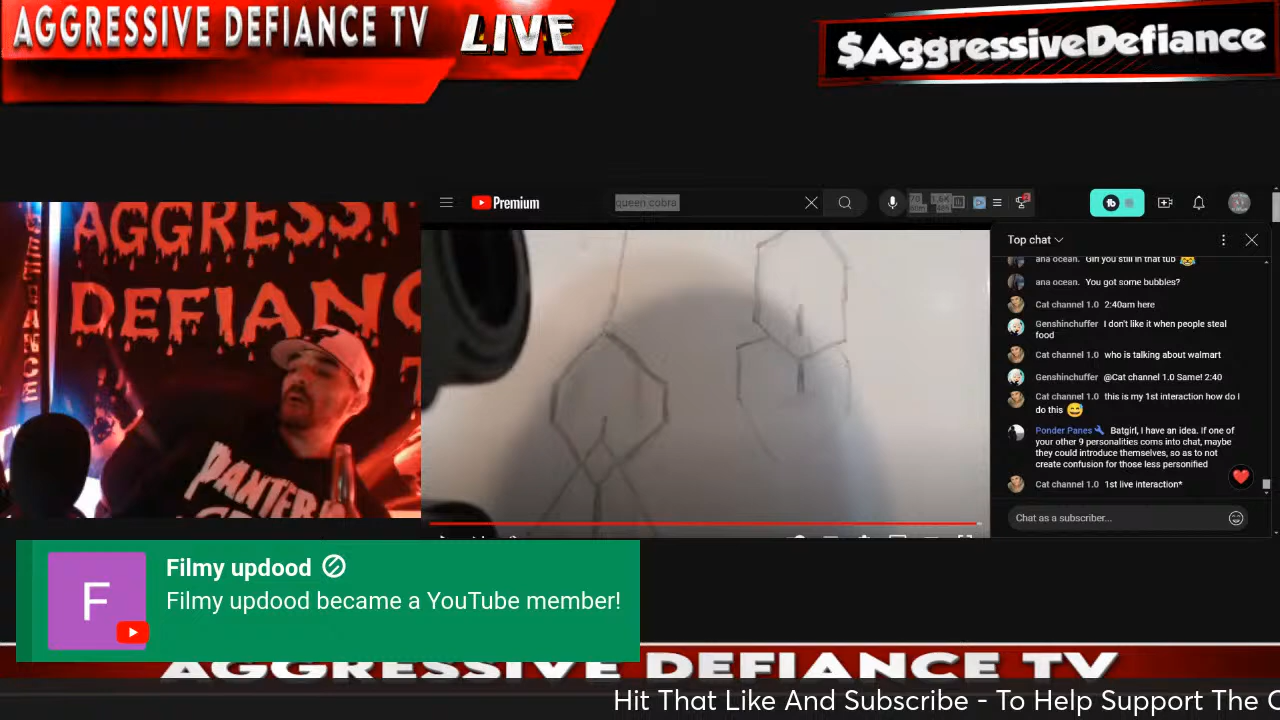 AGGRESSIVE DEFIANCE TV
LIVE
$AggressiveDefiance
Premium
queen cobra
AGGRESSI
DEFIANC
PANTERA
Top chat
ana ocean. Girl you still in that tub
ana ocean. You got some bubbles?
Cat channel 1.0 2:40am here
Genshinchuffer I don't like it when people steal
food
Cat channel 1.0 who is talking about walmart
Genshinchuffer @Cat channel 1.0 Same! 2:40
Cat channel 1.0 this is my 1st interaction how do I
do this
Ponder Panes Batgirl, I have an idea. If one of
your other 9 personalities coms into chat, maybe
they could introduce themselves, so as to not
create confusion for those less personified
Cat channel 1.0 1st live interaction*
Chat as a subscriber...
F
Filmy updood
Filmy updood became a YouTube member!
AGGRESSIVE DEFIANCE TV
Hit That Like And Subscribe - To Help Support The C